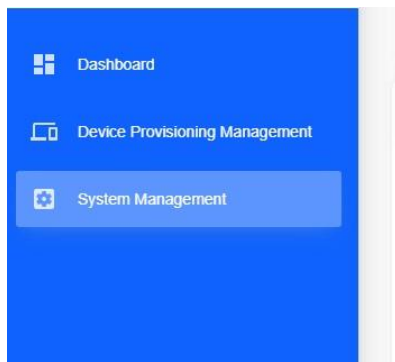 Dashboard
Device Provisioning Management
System Management